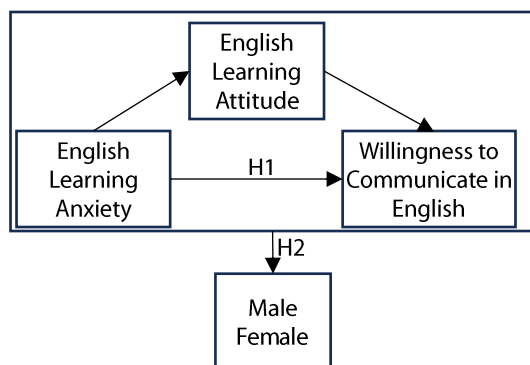 English
Learning
Attitude
English
Learning
Anxiety
H1
Willingness to
Communicate in
English
H2
Male
Female